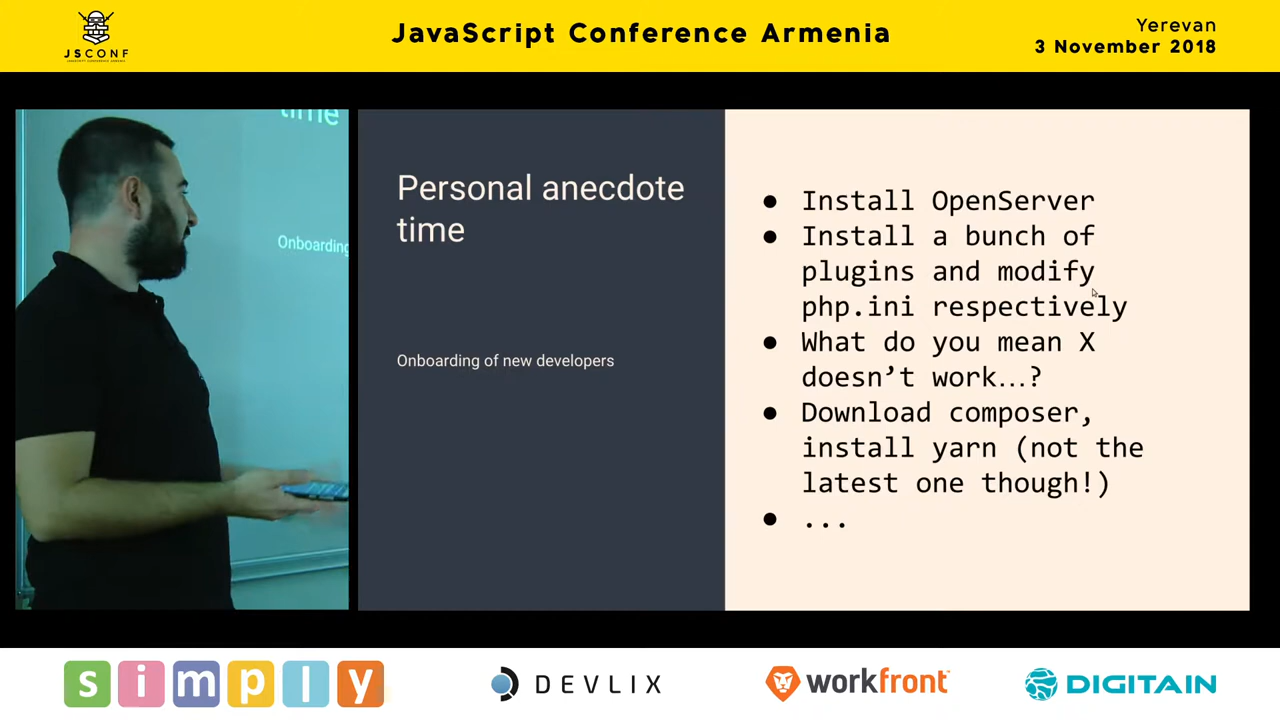 JSCONF
JavaScript Conference Armenia
Yerevan
3 November 2018
time
Onboarding
Personal anecdote
time
Onboarding of new developers
● Install OpenServer
● Install a bunch of
plugins and modify
php.ini respectively
● What do you mean X
doesn’t work...?
● Download composer,
install yarn (not the
latest one though!)
● ...
simply
DEVLIX
workfront
DIGITAIN